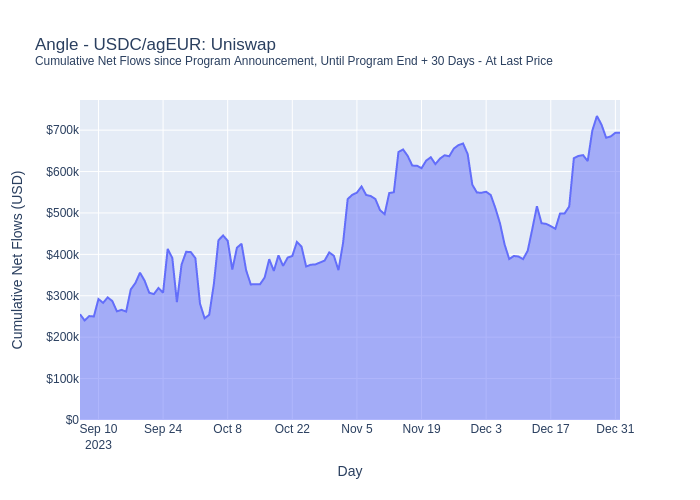 Angle - USDC/agEUR: Uniswap
Cumulative Net Flows since Program Announcement, Until Program End + 30 Days - At Last Price
Cumulative Net Flows (USD)
$700k
$600k
$500k
$400k
$300k
$200k
$100k
$0
Sep 10 Sep 24 Oct 8 Oct 22 Nov 5 Nov 19 Dec 3 Dec 17 Dec 31
2023
Day